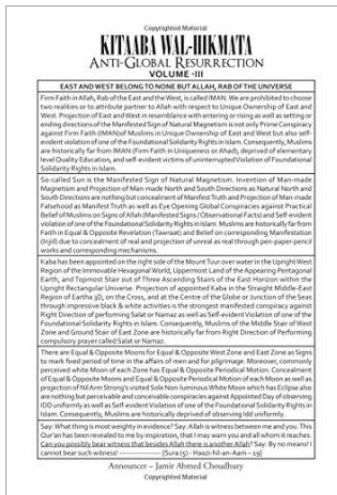 Copyrighted Material
KITAABA WAL-HIKMATA
ANTI-GLOBAL RESURRECTION
VOLUME -III
EAST AND WEST BELONG TO NONE BUT ALLAH, RAB OF THE UNIVERSE
Firm Faith in Allah, Rab of the East and the West, is called IMAN. We are prohibited to choose
two realities or to attribute partner to Allah with respect to Unique Ownership of East and
West. Projection of East and West in resemblance with entering or rising as well as setting or
ending directions of the Manifested Sign of Natural Magnetism is not only Prime Conspiracy
against Firm Faith (IMAN)of Muslims in Unique Ownership of East and West but also self-
evident violation of one of the Foundational Solidarity Rights in Islam. Consequently, Muslims
are historically far from IMAN (Firm Faith in Uniqueness or Ahad), deprived of elementary
level Quality Education, and self-evident victims of uninterrupted Violation of Foundational
Solidarity Rights in Islam.
So-called Sun is the Manifested Sign of Natural Magnetism. Invention of Man-made
Magnetism and Projection of Man-made North and South Directions as Natural North and
South Directions are nothing but concealment of Manifest Truth and Projection of Man-made
Falsehood as Manifest Truth as well as Eye Opening Global Conspiracies against Practical
Belief of Muslims on Signs of Allah (Manifested Signs / Observational Facts) and Self-evident
violation of one of the Foundational Solidarity Rights in Islam. Muslims are historically far from
Faith in Equal & Opposite Revelation (Tawraat) and Belief on corresponding Manifestation
(Injil) due to concealment of real and projection of unreal as real through pen-paper-pencil
works and corresponding mechanisms.
Kaba has been appointed on the right side of the Mount Tuur over water in the Upright West
Region of the Immovable Hexagonal World, Uppermost Land of the Appearing Pentagonal
Earth, and Topmost Stair out of Three Ascending Stairs of the East Horizon within the
Upright Rectangular Universe. Projection of appointed Kaba in the Straight Middle-East
Region of Eartha 3D, on the Cross, and at the Centre of the Globe or Junction of the Seas
through impressive black & white activities is the strongest manifested conspiracy against
Right Direction of performing Salat or Namaz as well as Self-evident Violation of one of the
Foundational Solidarity Rights in Islam. Consequently, Muslims of the Middle Stair of West
Zone and Ground Stair of East Zone are historically far from Right Direction of Performing
compulsory prayer called Salat or Namaz.
There are Equal & Opposite Moons for Equal & Opposite West Zone and East Zone as Signs
to mark fixed period of time in the affairs of men and for pilgrimage. Moreover, commonly
perceived white Moon of each Zone has Equal & Opposite Periodical Motion. Concealment
of Equal & Opposite Moons and Equal & Opposite Periodical Motion of each Moon as well as
projection of Nil Arm Strong's visited Sole Non-luminous White Moon which has Eclipse also
are nothing but perceivable and conceivable conspiracies against Appointed Day of observing
IDD uniformly as well as Self-evident Violation of one of the Foundational Solidarity Rights in
Islam. Consequently, Muslims are historically deprived of observing Idd uniformly.
Say: What thing is most weighty in evidence? Say: Allah is witness between me and you. This
Qur'an has been revealed to me by inspiration, that I may warn you and all whom it reaches.
Can you possibly bear witness that besides Allah there is another Allah? Say: By no means! I
cannot bear such witness! ---------------- (Sura (5) - Haazi-hil-an-Aam – 19)
Announcer – Jamir Ahmed Choudhury
Copyrighted Material